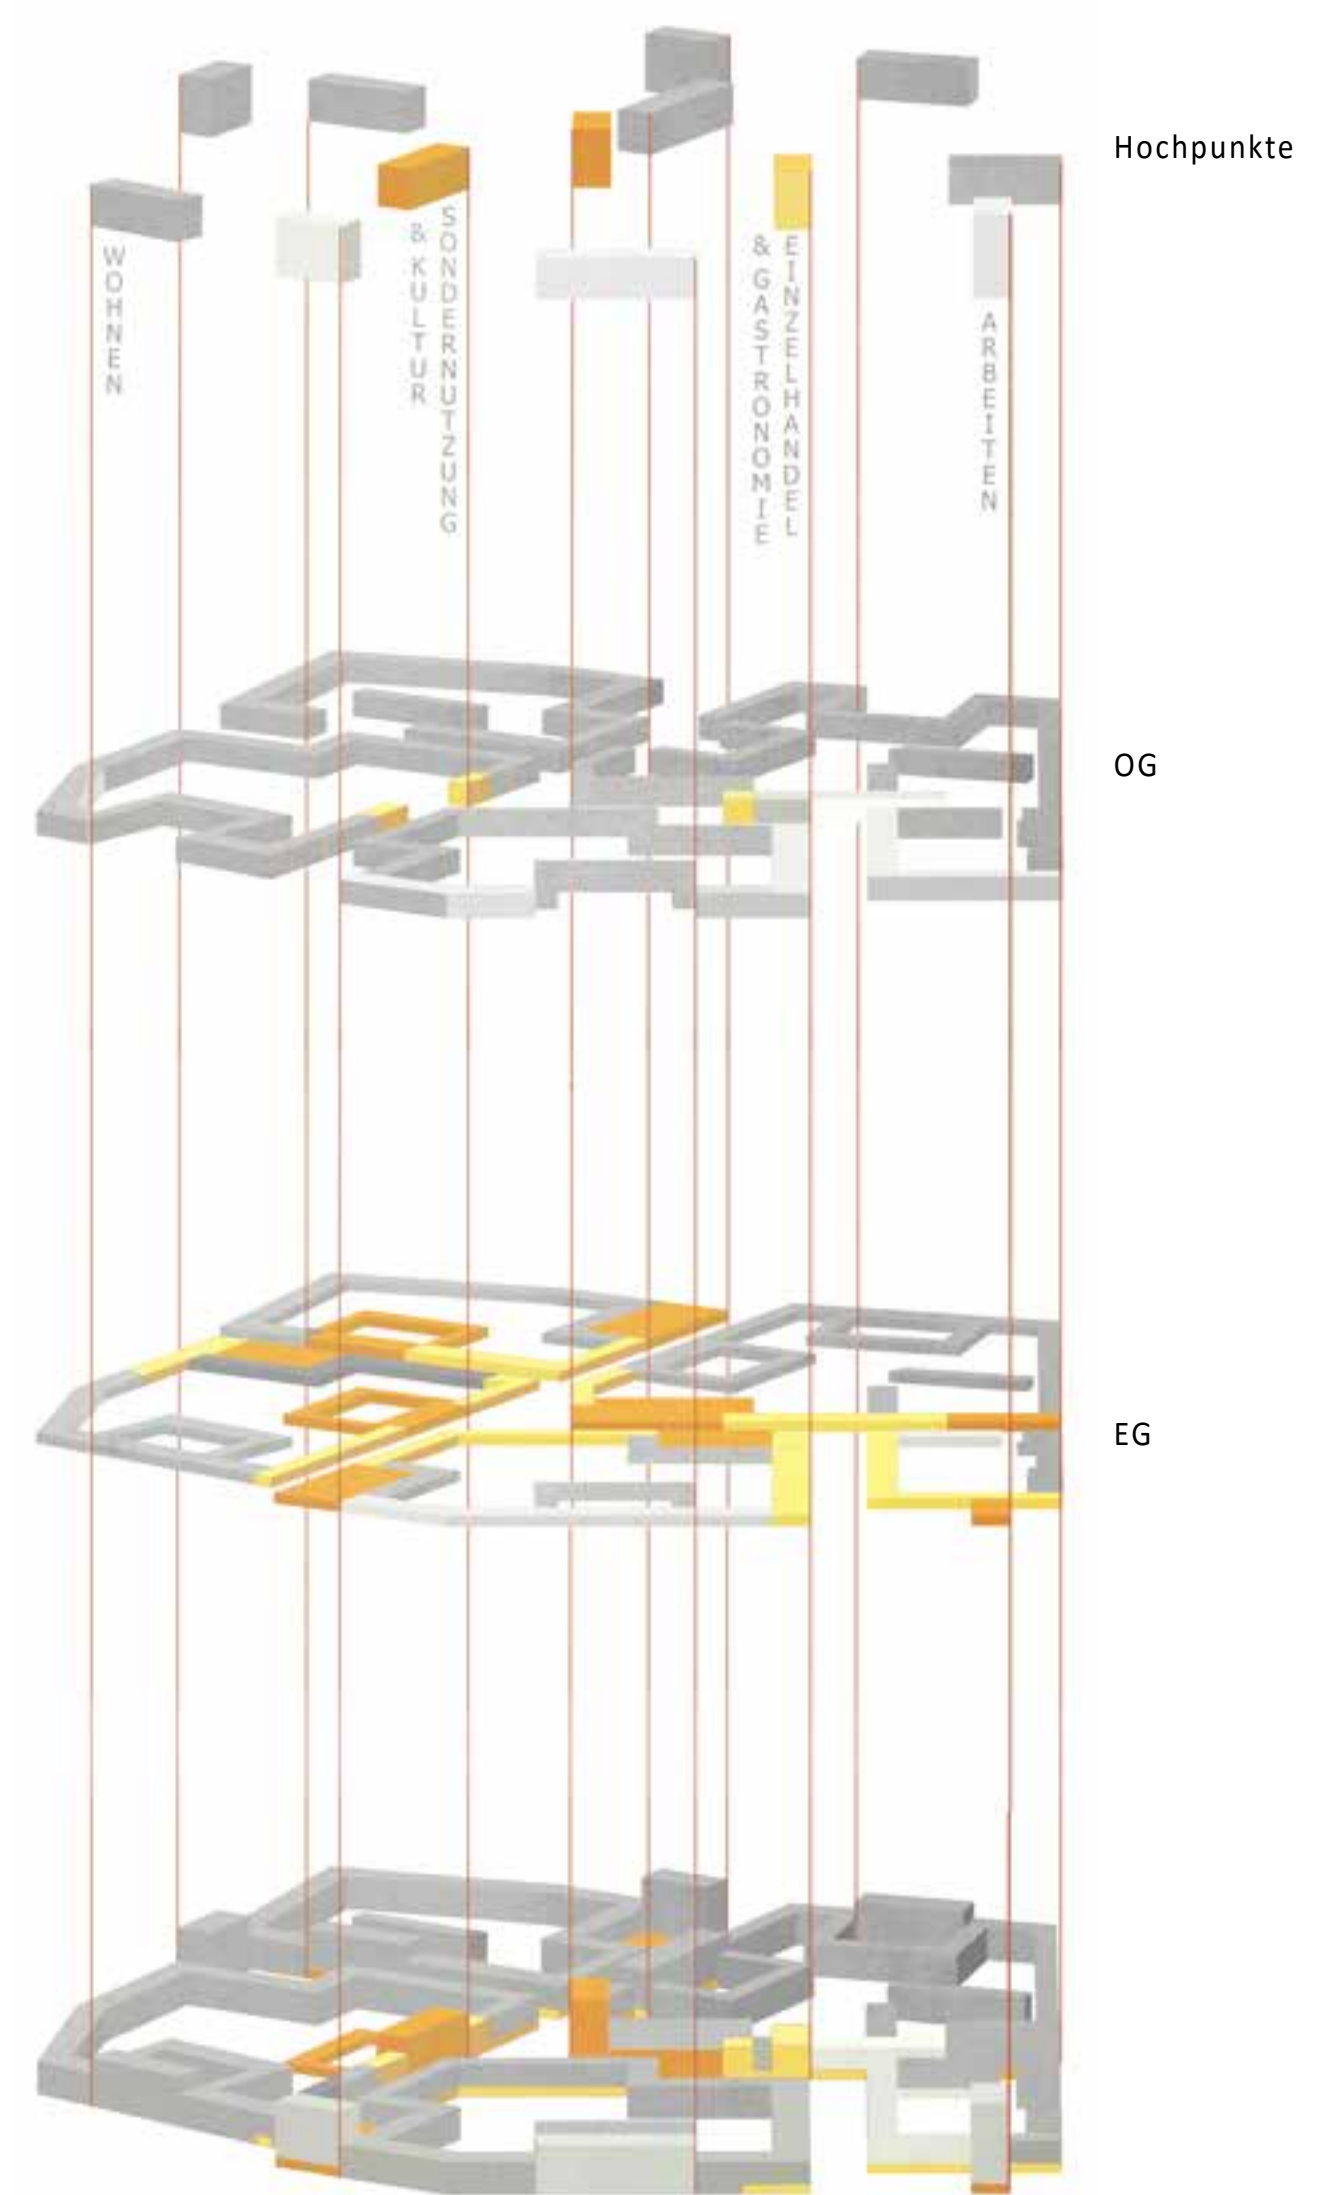 Hochpunkte
WOHNEN
SONDERNUTZUNG
& KULTUR
EINZELHANDEL
& GASTRONOMIE
ARBEITEN
OG
EG